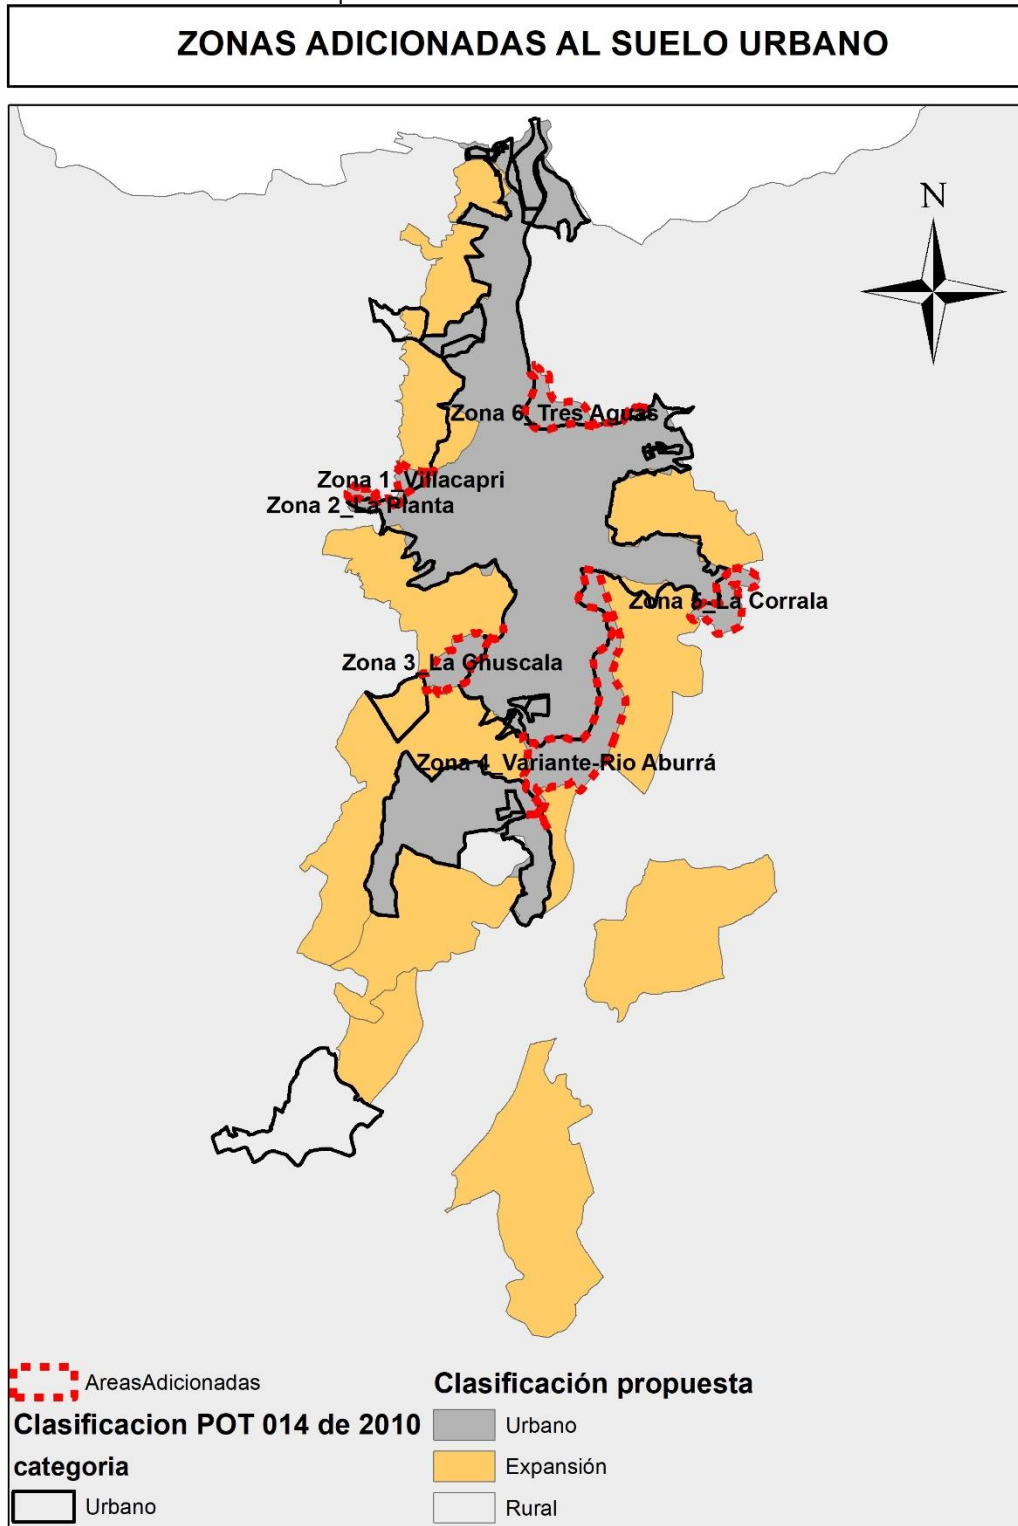 ZONAS ADICIONADAS AL SUELO URBANO
N
Zona 6_Tres Aguas
Zona 1_Villacapri
Zona 2_La Planta
Zona 5_La Corrala
Zona 3_La Chuscala
Zona 4_Variante-Rio Aburrá
AreasAdicionadas
Clasificacion POT 014 de 2010
categoria
Urbano
Clasificación propuesta
Urbano
Expansión
Rural